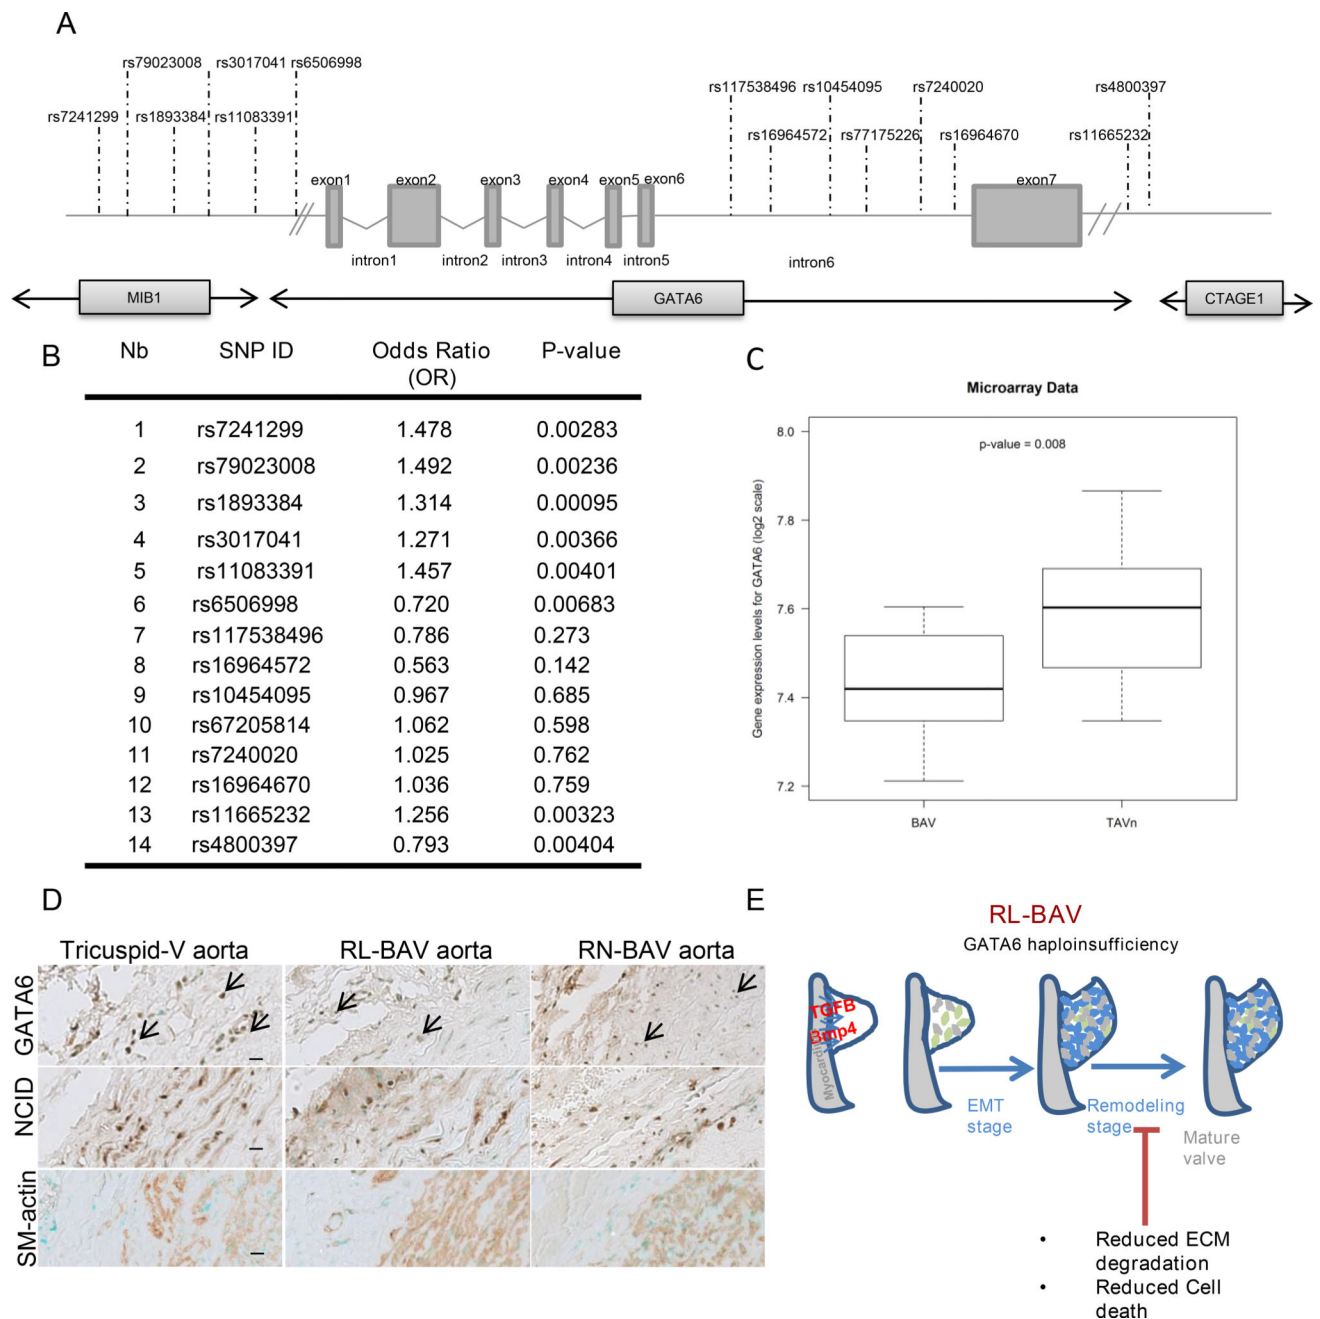 A
rs79023008 rs3017041 rs6506998
rs7241299 rs1893384 rs11083391
rs117538496 rs10454095 rs7240020 rs4800397
rs16964572 rs77175226 rs16964670 rs11665232
exon1 exon2 exon3 exon4 exon5 exon6 exon7
intron1 intron2 intron3 intron4 intron5 intron6
MIB1 GATA6 CTAGE1
B
Nb SNP ID Odds Ratio P-value
(OR)
1 rs7241299 1.478 0.00283
2 rs79023008 1.492 0.00236
3 rs1893384 1.314 0.00095
4 rs3017041 1.271 0.00366
5 rs11083391 1.457 0.00401
6 rs6506998 0.720 0.00683
7 rs117538496 0.786 0.273
8 rs16964572 0.563 0.142
9 rs10454095 0.967 0.685
10 rs67205814 1.062 0.598
11 rs7240020 1.025 0.762
12 rs16964670 1.036 0.759
13 rs11665232 1.256 0.00323
14 rs4800397 0.793 0.00404
C
Microarray Data
p-value = 0.008
Gene expression levels for GATA6 (log2 scale)
8.0
7.8
7.6
7.4
7.2
BAV TAVn
D
Tricuspid-V aorta RL-BAV aorta RN-BAV aorta
GATA6
NCID
SM-actin
E
RL-BAV
GATA6 haploinsufficiency
TGFB
Bmp4
EMT
stage
Remodeling
stage
Mature
valve
• Reduced ECM
degradation
• Reduced Cell
death